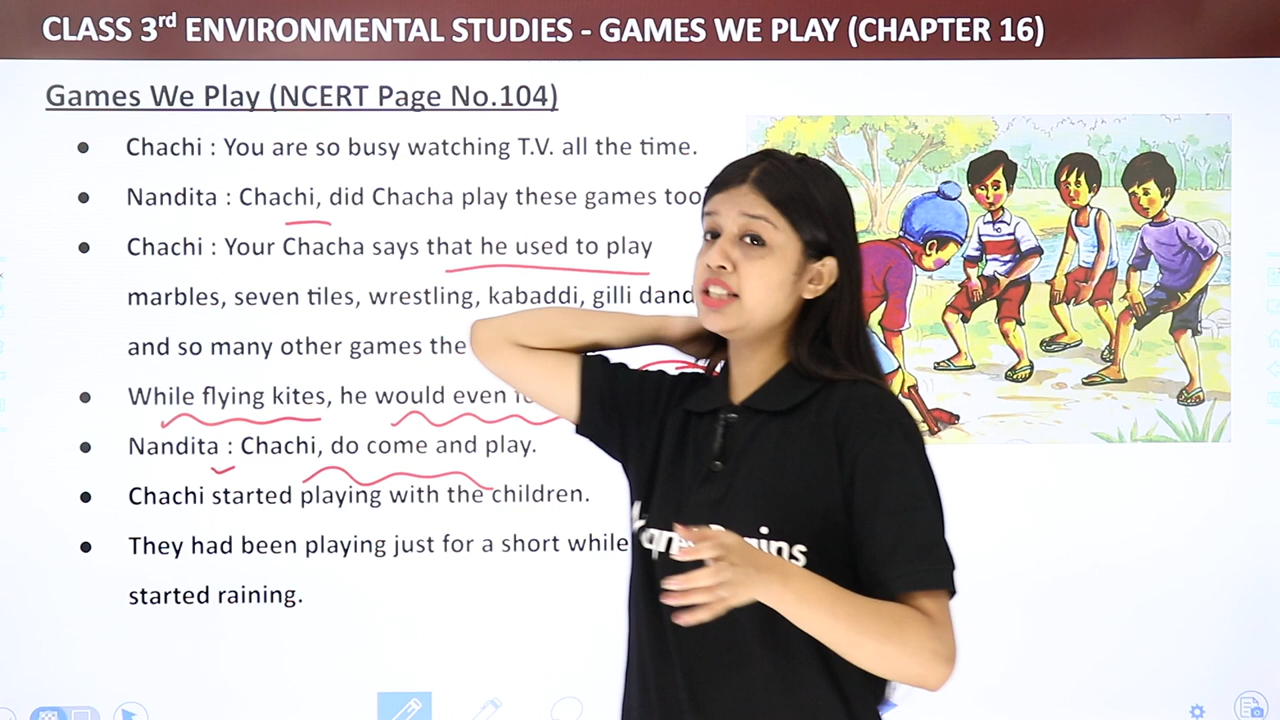 CLASS 3rd ENVIRONMENTAL STUDIES - GAMES WE PLAY (CHAPTER 16)
Games We Play (NCERT Page No.104)
• Chachi : You are so busy watching T.V. all the time.
• Nandita : Chachi, did Chacha play these games too
• Chachi : Your Chacha says that he used to play
marbles, seven tiles, wrestling, kabaddi, gilli
and so many other games the
• While flying kites, he would even
• Nandita : Chachi, do come and play.
• Chachi started playing with the children.
• They had been playing just for a short while
started raining.